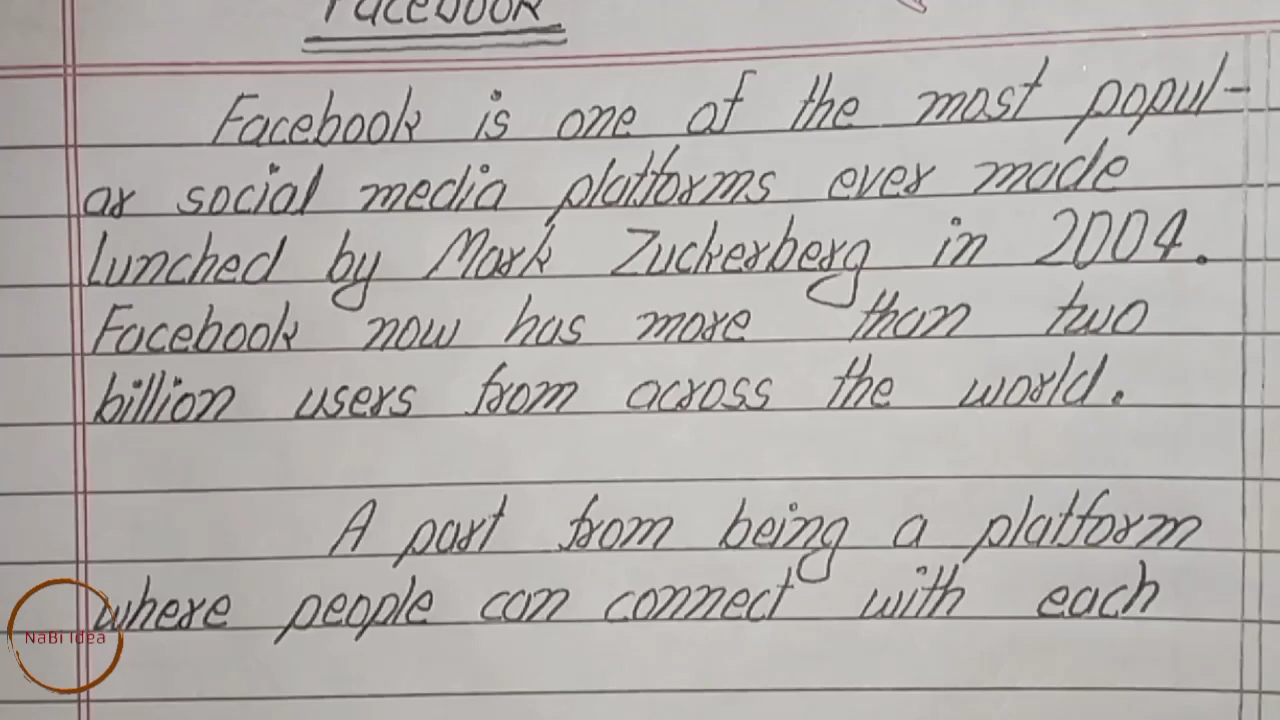 Facebook
Facebook is one of the most popul-
ar social media platforms ever made
lunched by Mark Zuckerberg in 2004.
Facebook now has more than two
billion users from across the world.
A part from being a platform
where people can connect with each
NaBi Idea